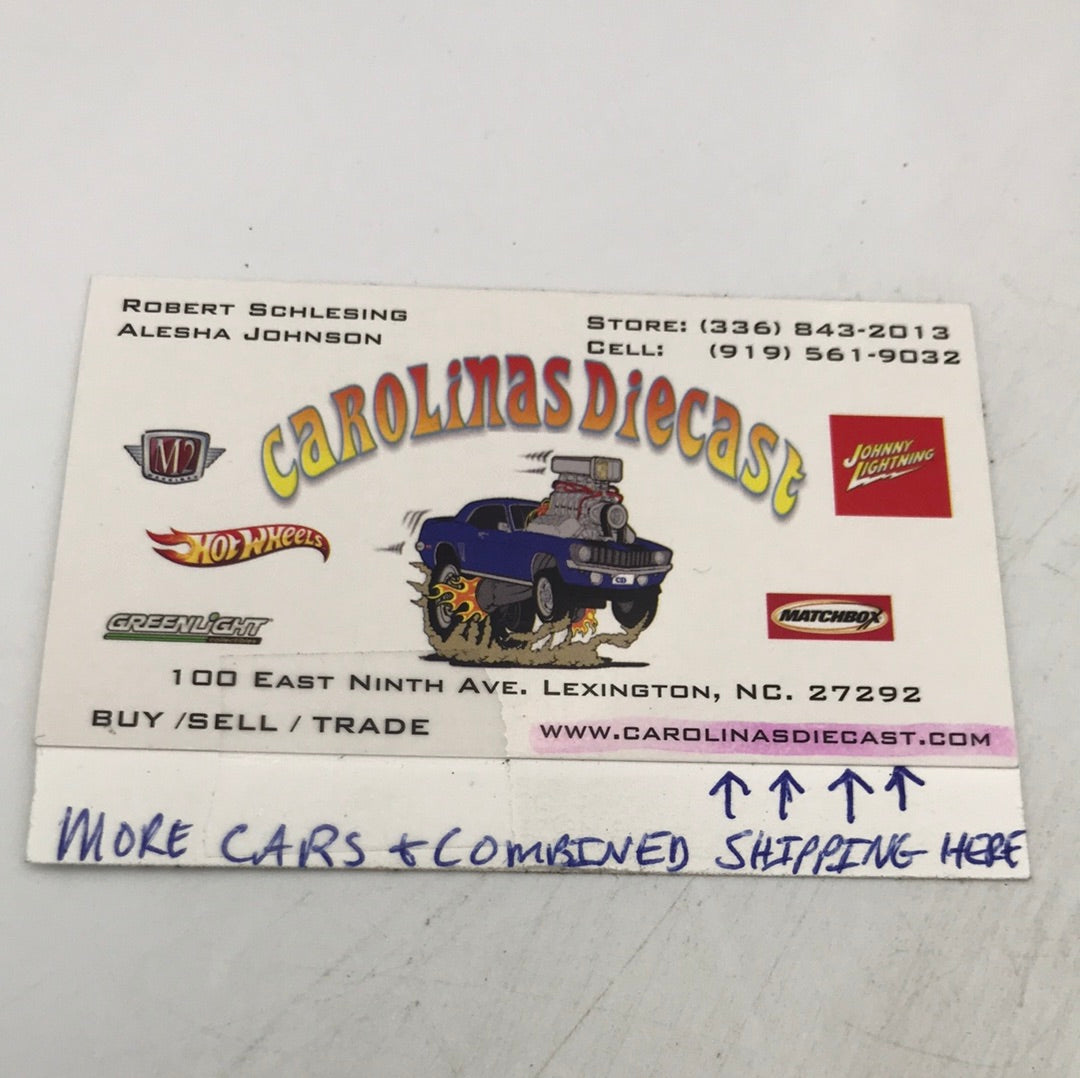 ROBERT SCHLESING
ALESHA JOHNSON
STORE: (336) 843-2013
CELL: (919) 561-9032
CAROLINAS DIECAST
M2
JOHNNY LIGHTNING
HOT WHEELS
GREENLIGHT
CD
MATCHBOX
100 EAST NINTH AVE. LEXINGTON, NC. 27292
BUY /SELL / TRADE
WWW.CAROLINASDIECAST.COM
↑ ↑ ↑ ↑
MORE CARS + COMBINED SHIPPING HERE